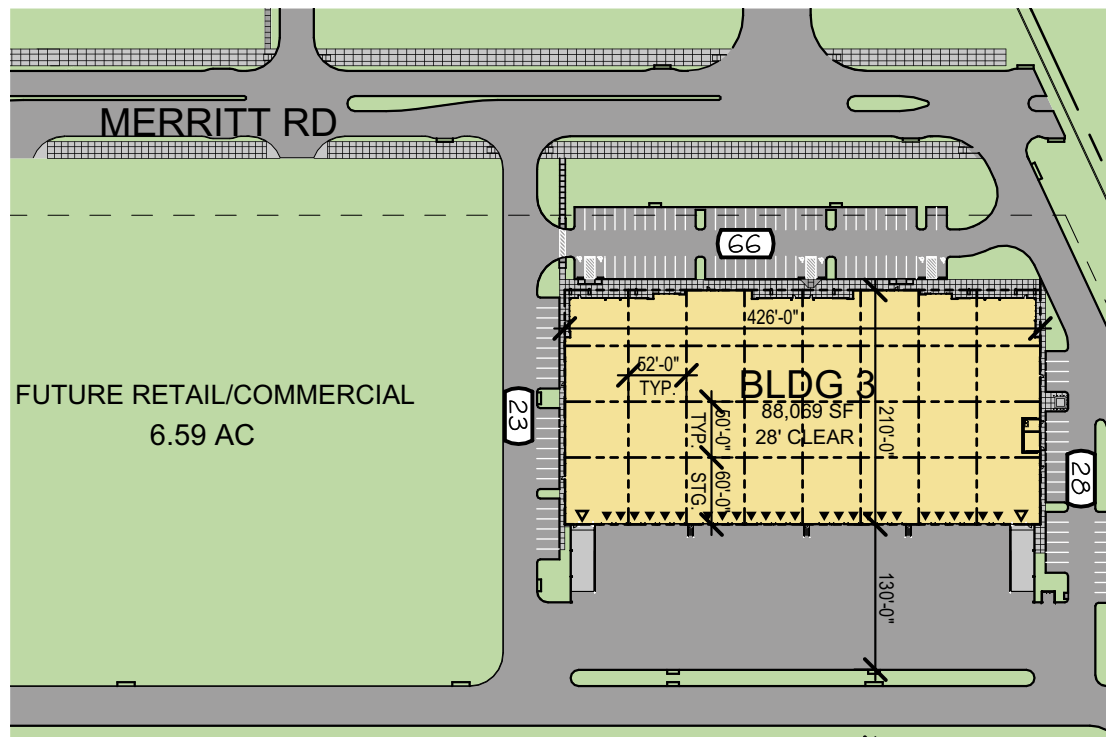 MERRITT RD
66
426'-0"
52'-0"
TYP.
BLDG 3
88,069 SF
28' CLEAR
FUTURE RETAIL/COMMERCIAL
6.59 AC
23
50'-0"
TYP.
60'-0"
STG.
210'-0"
28
130'-0"